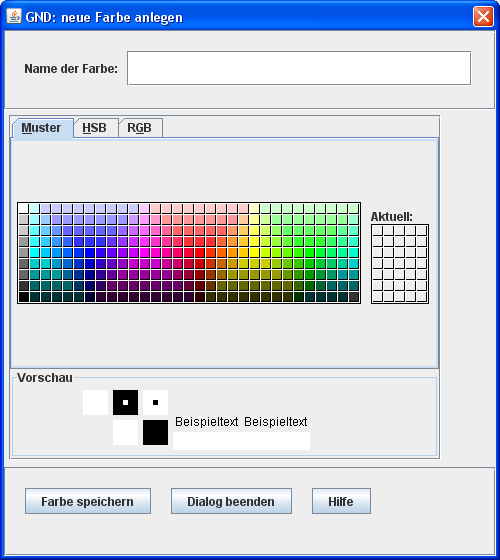 GND: neue Farbe anlegen
Name der Farbe:
Muster HSB RGB
Aktuell:
Vorschau
Beispieltext Beispieltext
Farbe speichern Dialog beenden Hilfe